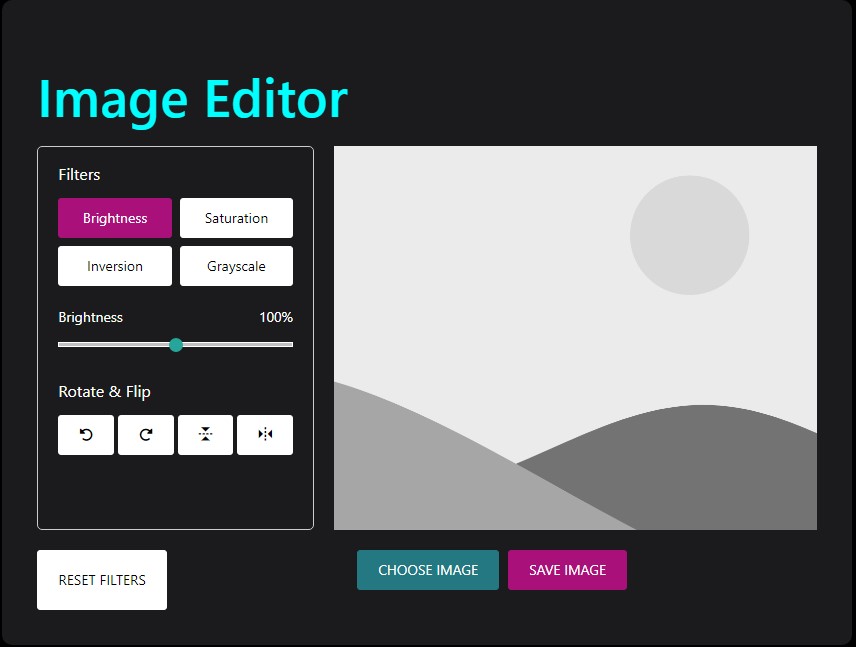 Image Editor
Filters
Brightness Saturation
Inversion Grayscale
Brightness 100%
Rotate & Flip
RESET FILTERS CHOOSE IMAGE SAVE IMAGE